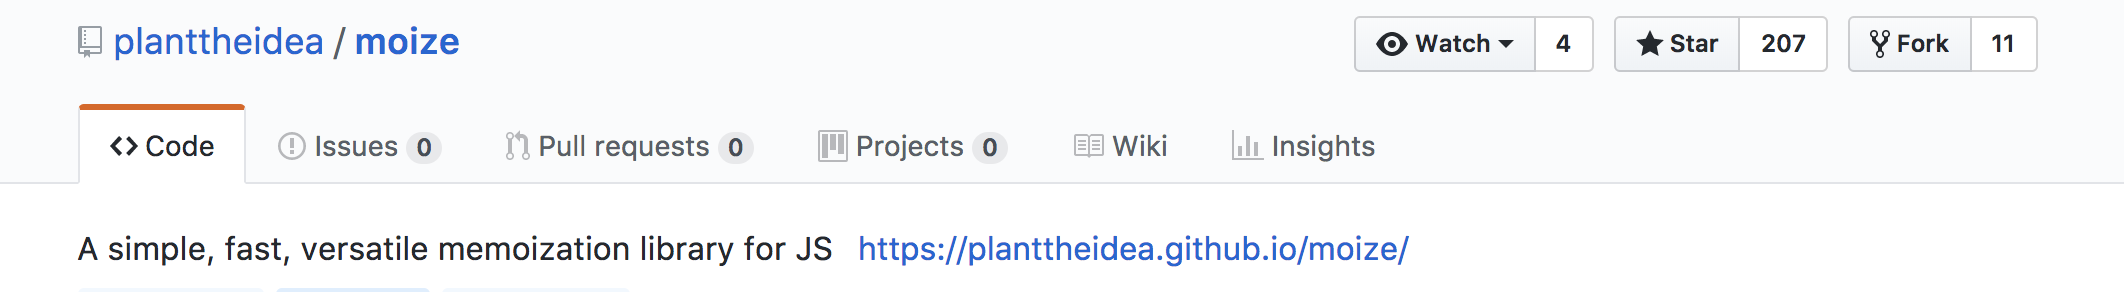 planttheidea / moize Watch 4 Star 207 Fork 11
Code Issues 0 Pull requests 0 Projects 0 Wiki Insights
A simple, fast, versatile memoization library for JS https://planttheidea.github.io/moize/